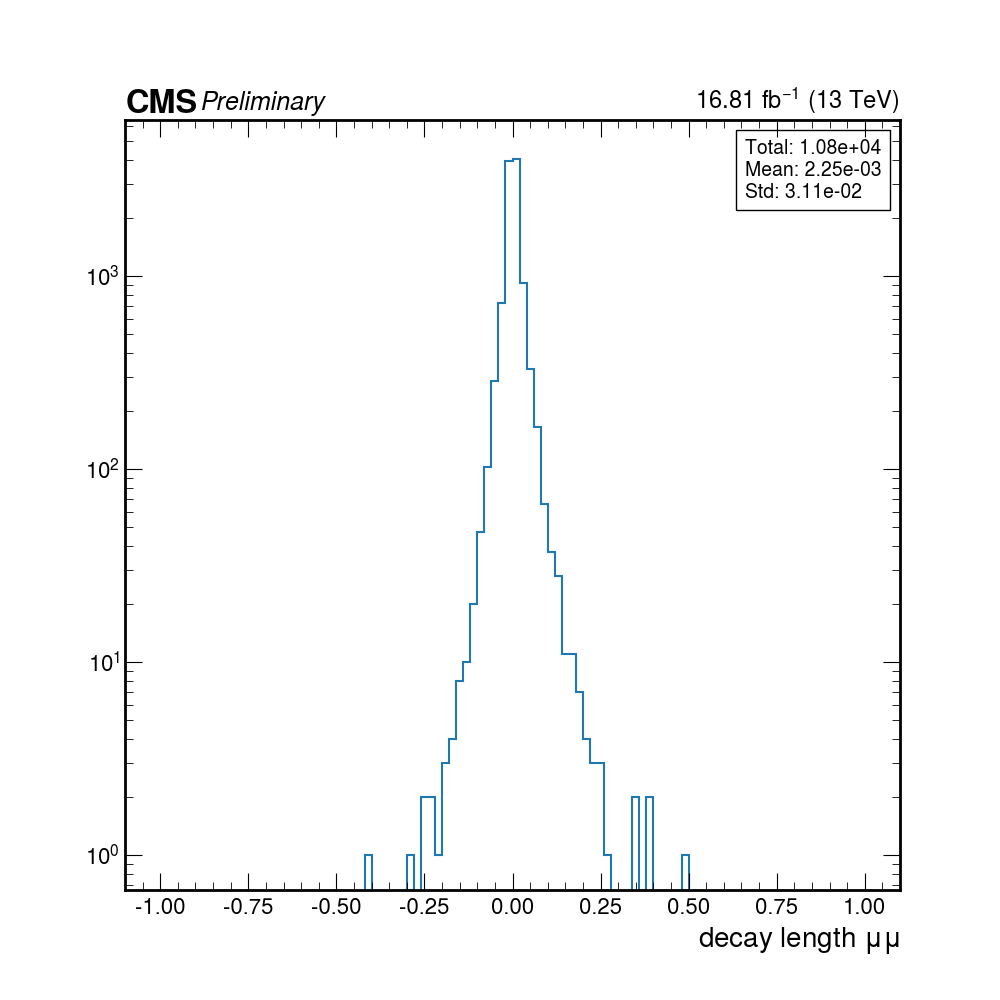 CMS Preliminary 16.81 fb⁻¹ (13 TeV)
Total: 1.08e+04
Mean: 2.25e-03
Std: 3.11e-02
10³
10²
10¹
10⁰
-1.00 -0.75 -0.50 -0.25 0.00 0.25 0.50 0.75 1.00
decay length μμ